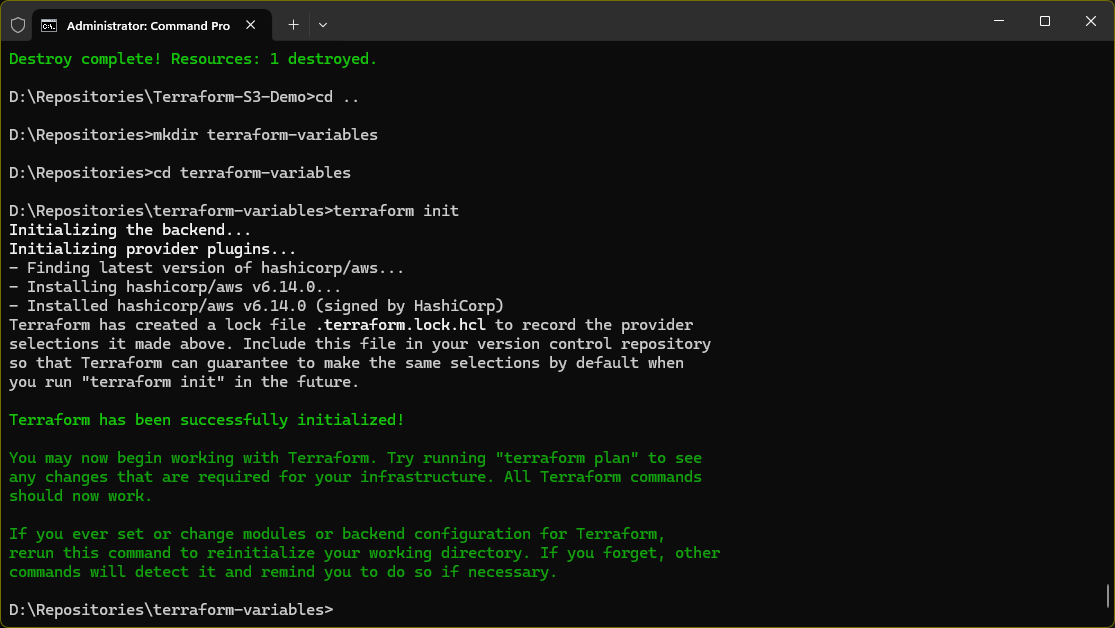 Administrator: Command Pro
Destroy complete! Resources: 1 destroyed.
D:\Repositories\Terraform-S3-Demo>cd ..
D:\Repositories>mkdir terraform-variables
D:\Repositories>cd terraform-variables
D:\Repositories\terraform-variables>terraform init
Initializing the backend...
Initializing provider plugins...
- Finding latest version of hashicorp/aws...
- Installing hashicorp/aws v6.14.0...
- Installed hashicorp/aws v6.14.0 (signed by HashiCorp)
Terraform has created a lock file .terraform.lock.hcl to record the provider
selections it made above. Include this file in your version control repository
so that Terraform can guarantee to make the same selections by default when
you run "terraform init" in the future.
Terraform has been successfully initialized!
You may now begin working with Terraform. Try running "terraform plan" to see
any changes that are required for your infrastructure. All Terraform commands
should now work.
If you ever set or change modules or backend configuration for Terraform,
rerun this command to reinitialize your working directory. If you forget, other
commands will detect it and remind you to do so if necessary.
D:\Repositories\terraform-variables>